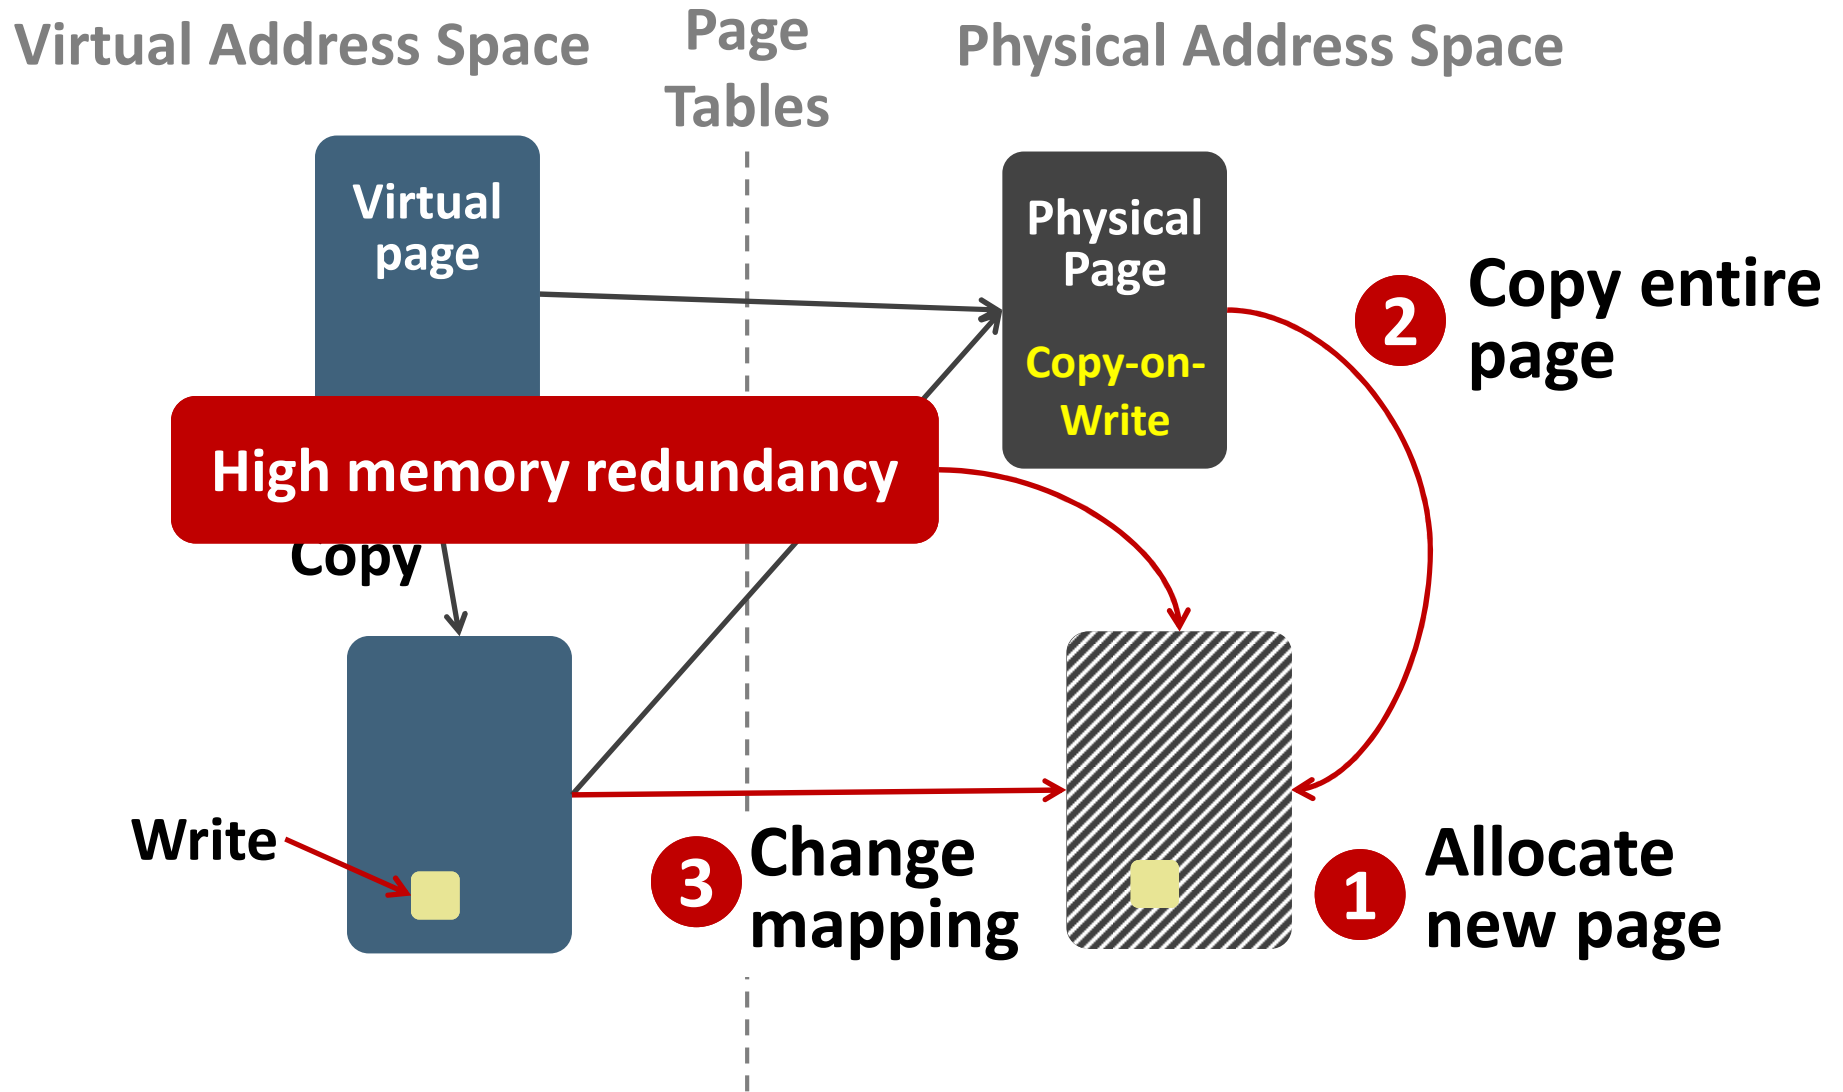 Virtual Address Space
Page
Tables
Physical Address Space
Virtual
page
Physical
Page
Copy-on-
Write
2
Copy entire
page
High memory redundancy
Copy
Write
3
Change
mapping
1
Allocate
new page